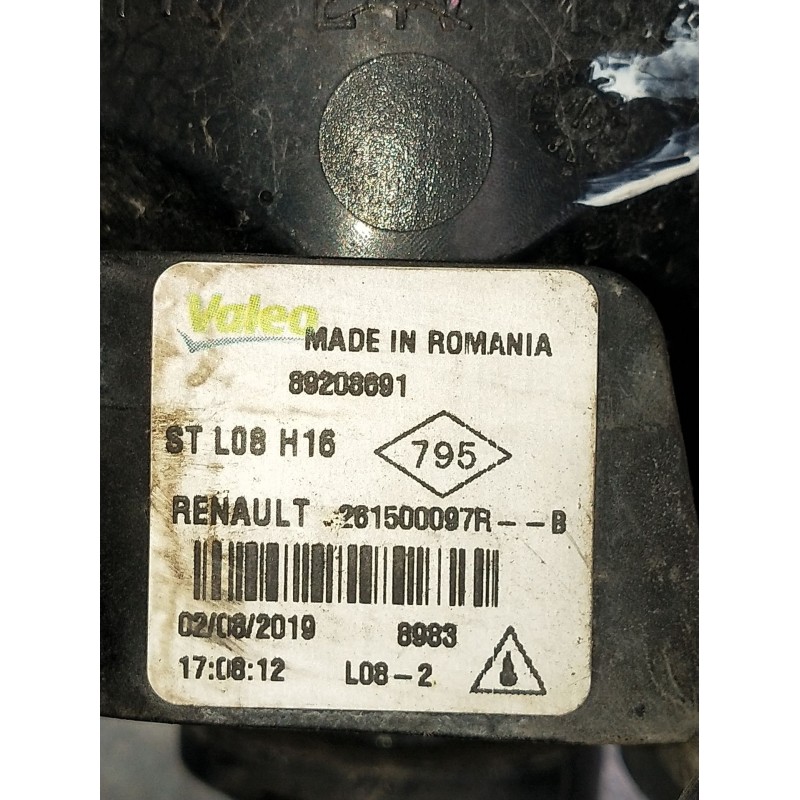 Valeo MADE IN ROMANIA
89208691
ST L08 H16 795
RENAULT 261500097R--B
02/08/2019 8983
17:08:12 L08-2